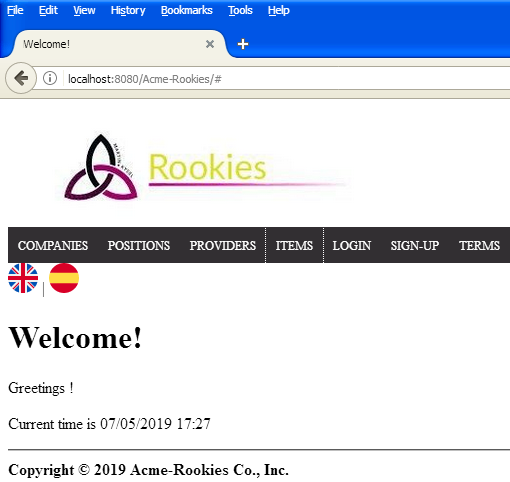 File Edit View History Bookmarks Tools Help
Welcome!
localhost:8080/Acme-Rookies/#
Rookies
COMPANIES POSITIONS PROVIDERS ITEMS LOGIN SIGN-UP TERMS
|
Welcome!
Greetings !
Current time is 07/05/2019 17:27
Copyright © 2019 Acme-Rookies Co., Inc.